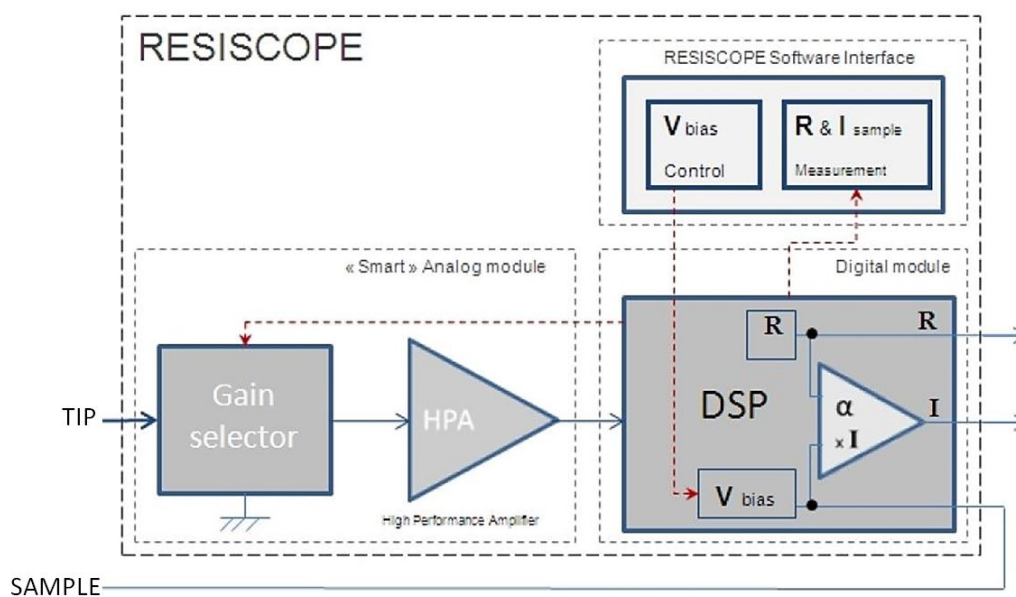 RESISCOPE
RESISCOPE Software Interface
V bias
Control
R & I sample
Measurement
« Smart » Analog module
Digital module
TIP
Gain
selector
HPA
High Performance Amplifier
DSP
R
R
α
× I
I
V bias
SAMPLE